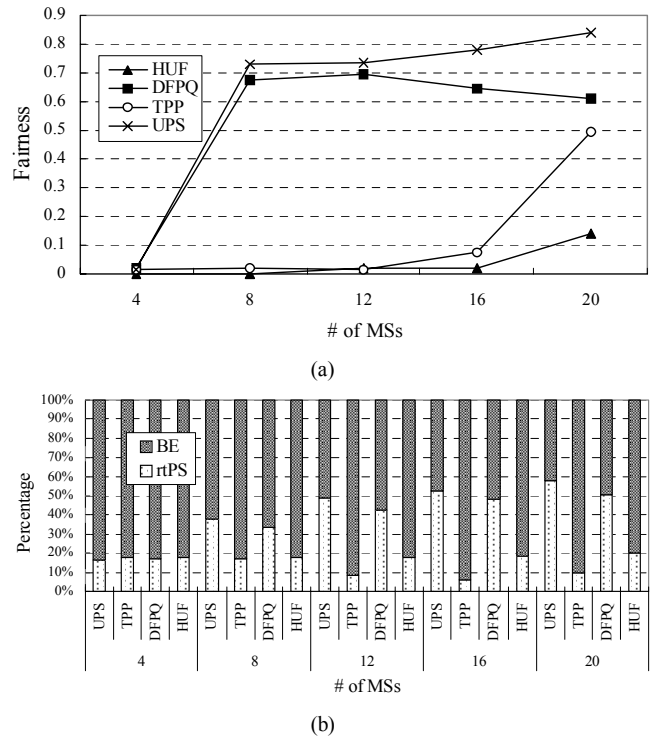 0.9
0.8
0.7
0.6
0.5
0.4
0.3
0.2
0.1
0
Fairness
HUF
DFPQ
TPP
UPS
4 8 12 16 20
# of MSs
(a)
100%
90%
80%
70%
60%
50%
40%
30%
20%
10%
0%
Percentage
BE
rtPS
UPS TPP DFPQ HUF UPS TPP DFPQ HUF UPS TPP DFPQ HUF UPS TPP DFPQ HUF UPS TPP DFPQ HUF
4 8 12 16 20
# of MSs
(b)